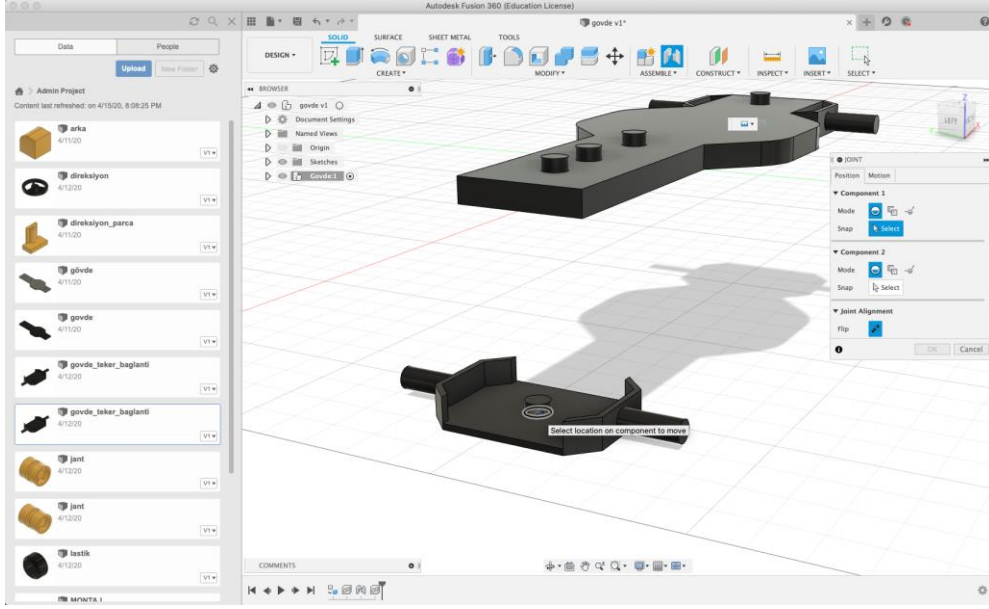 Autodesk Fusion 360 (Education License)
govde v1*
Data
People
Upload
New Folder
Admin Project
Content last refreshed: on 4/15/20, 8:08:25 PM
arka
4/11/20
V1
direksiyon
4/12/20
V1
direksiyon_parca
4/11/20
V1
gövde
4/11/20
V1
govde
4/11/20
V1
govde_teker_baglanti
4/12/20
V1
govde_teker_baglanti
4/12/20
V1
jant
4/12/20
V1
jant
4/12/20
V1
lastik
4/12/20
V1
DESIGN
SOLID
SURFACE
SHEET METAL
TOOLS
CREATE
MODIFY
ASSEMBLE
CONSTRUCT
INSPECT
INSERT
SELECT
BROWSER
govde v1
Document Settings
Named Views
Origin
Sketches
Govde:1
Z
LEFT
JOINT
Position
Motion
Component 1
Mode
Snap
Select
Component 2
Mode
Snap
Select
Joint Alignment
Flip
OK
Cancel
Select location on component to move
COMMENTS